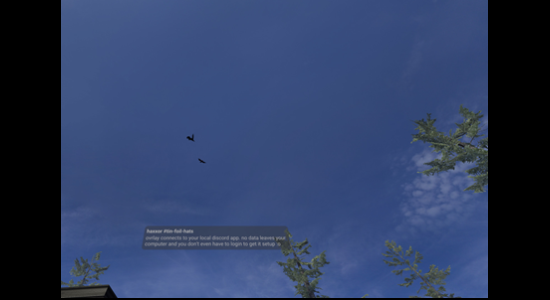 overlay connects to your local discord app, no data leaves your
computer and you don't even have to login to get it setup